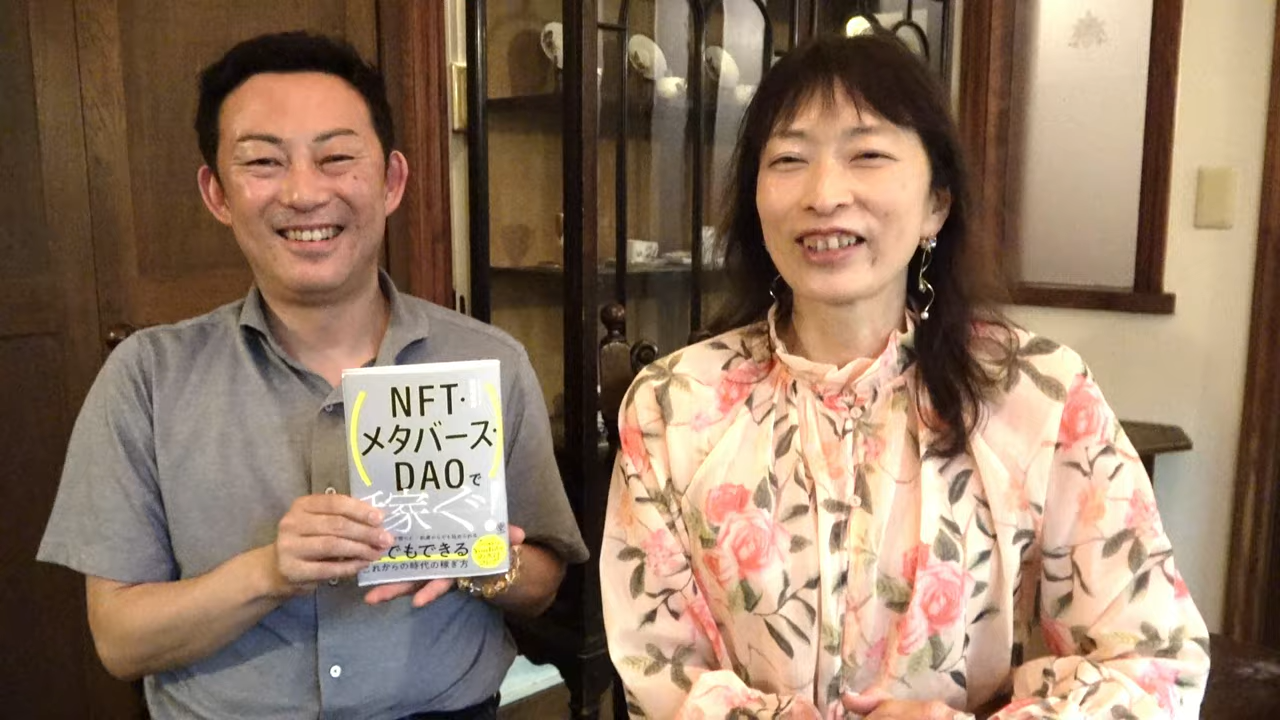 NFT・
メタバース・
DAOで
稼ぐ!
でもできる
これからの時代の稼ぎ方